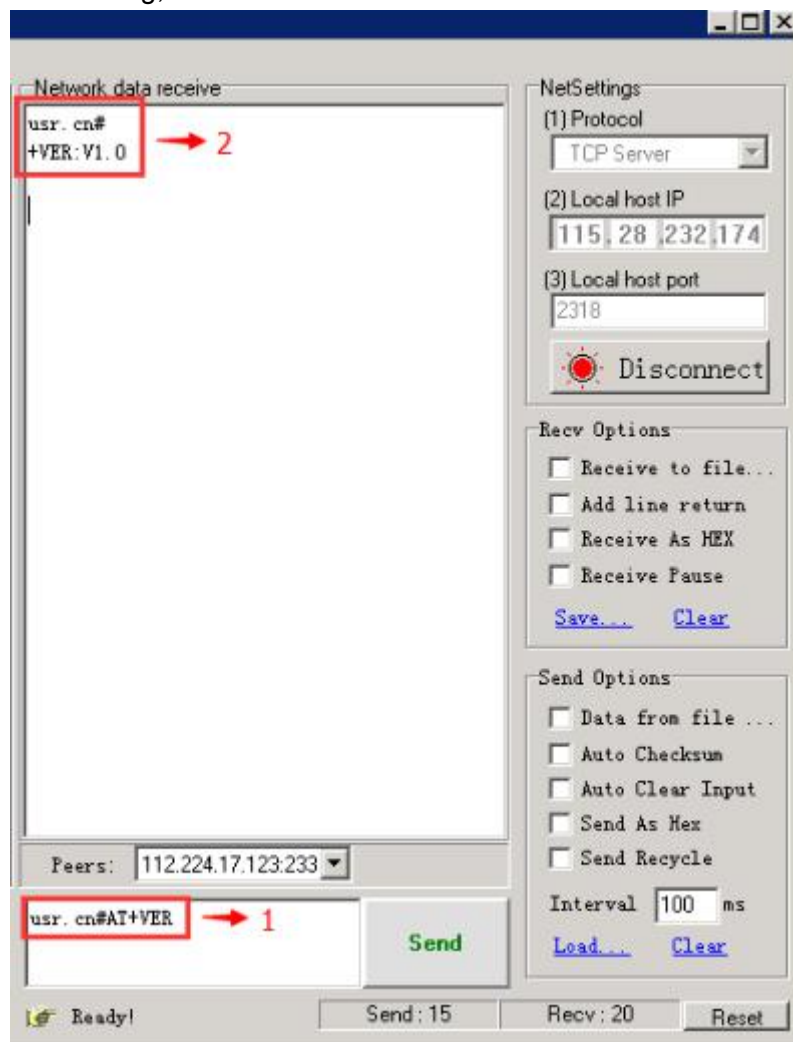 Network data receive
usr.cn#
+VER:V1.0
2
Peers: 112.224.17.123:233
usr.cn#AT+VER
1
Send
NetSettings
(1) Protocol
TCP Server
(2) Local host IP
115.28.232.174
(3) Local host port
2318
Disconnect
Recv Options
Receive to file...
Add line return
Receive As HEX
Receive Pause
Save... Clear
Send Options
Data from file ...
Auto Checksum
Auto Clear Input
Send As Hex
Send Recycle
Interval 100 ms
Load... Clear
Ready! Send : 15 Recv : 20 Reset